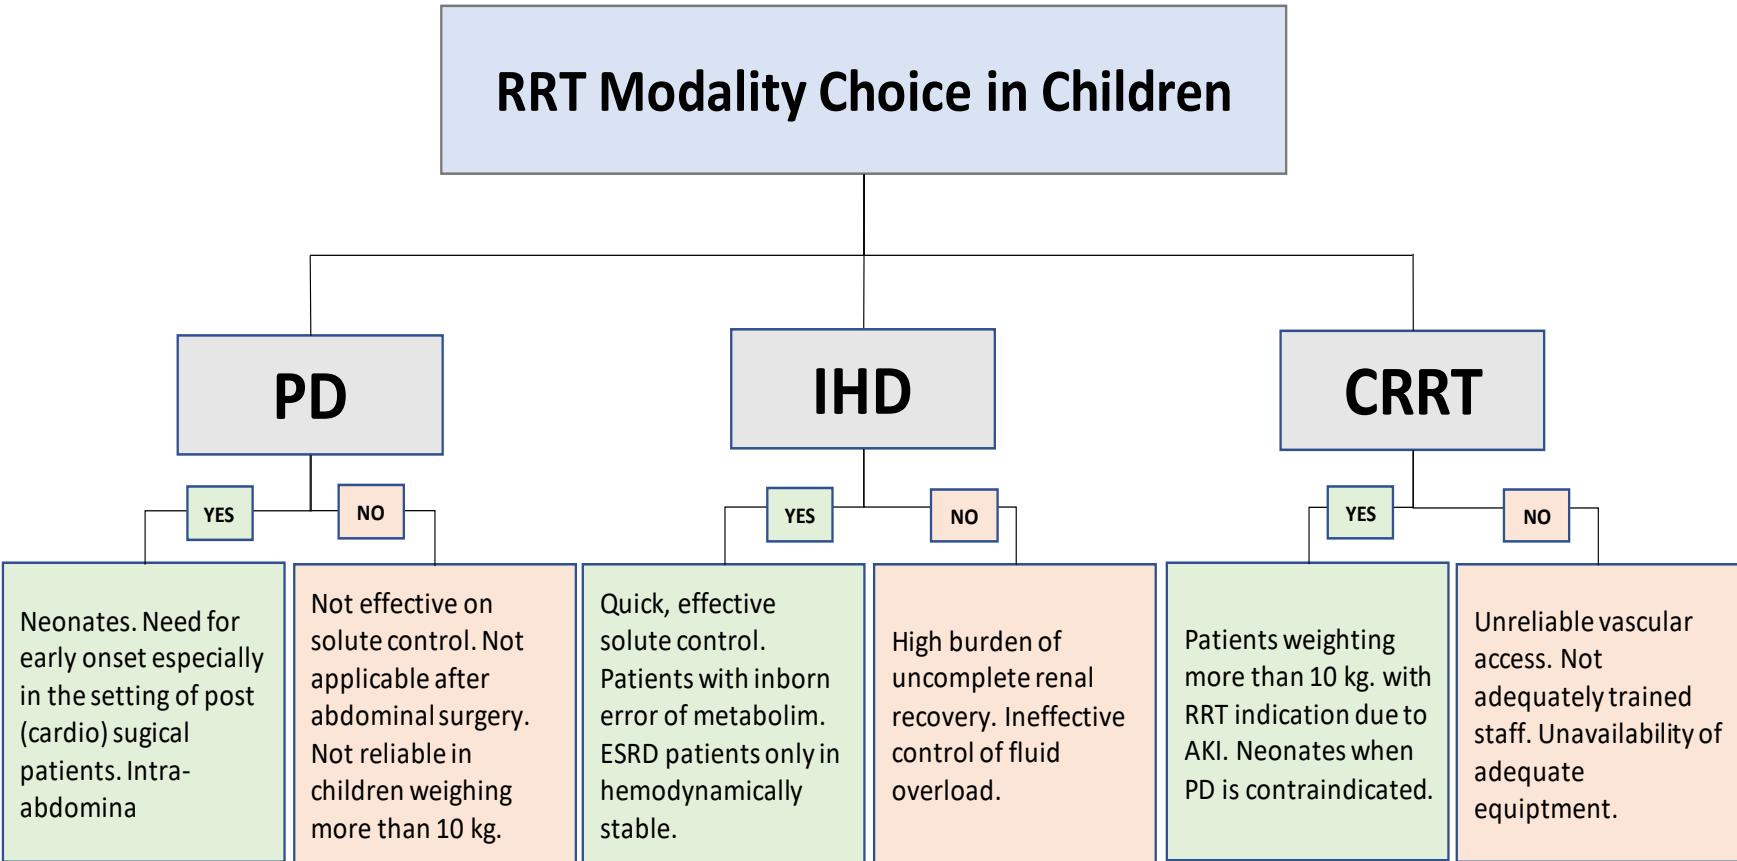 RRT Modality Choice in Children
PD
IHD
CRRT
YES
NO
YES
NO
YES
NO
Neonates. Need for
early onset especially
in the setting of post
(cardio) sugical
patients. Intra-
abdomina
Not effective on
solute control. Not
applicable after
abdominal surgery.
Not reliable in
children weighing
more than 10 kg.
Quick, effective
solute control.
Patients with inborn
error of metabolim.
ESRD patients only in
hemodynamically
stable.
High burden of
uncomplete renal
recovery. Ineffective
control of fluid
overload.
Patients weighting
more than 10 kg. with
RRT indication due to
AKI. Neonates when
PD is contraindicated.
Unreliable vascular
access. Not
adequately trained
staff. Unavailability of
adequate
equiptment.